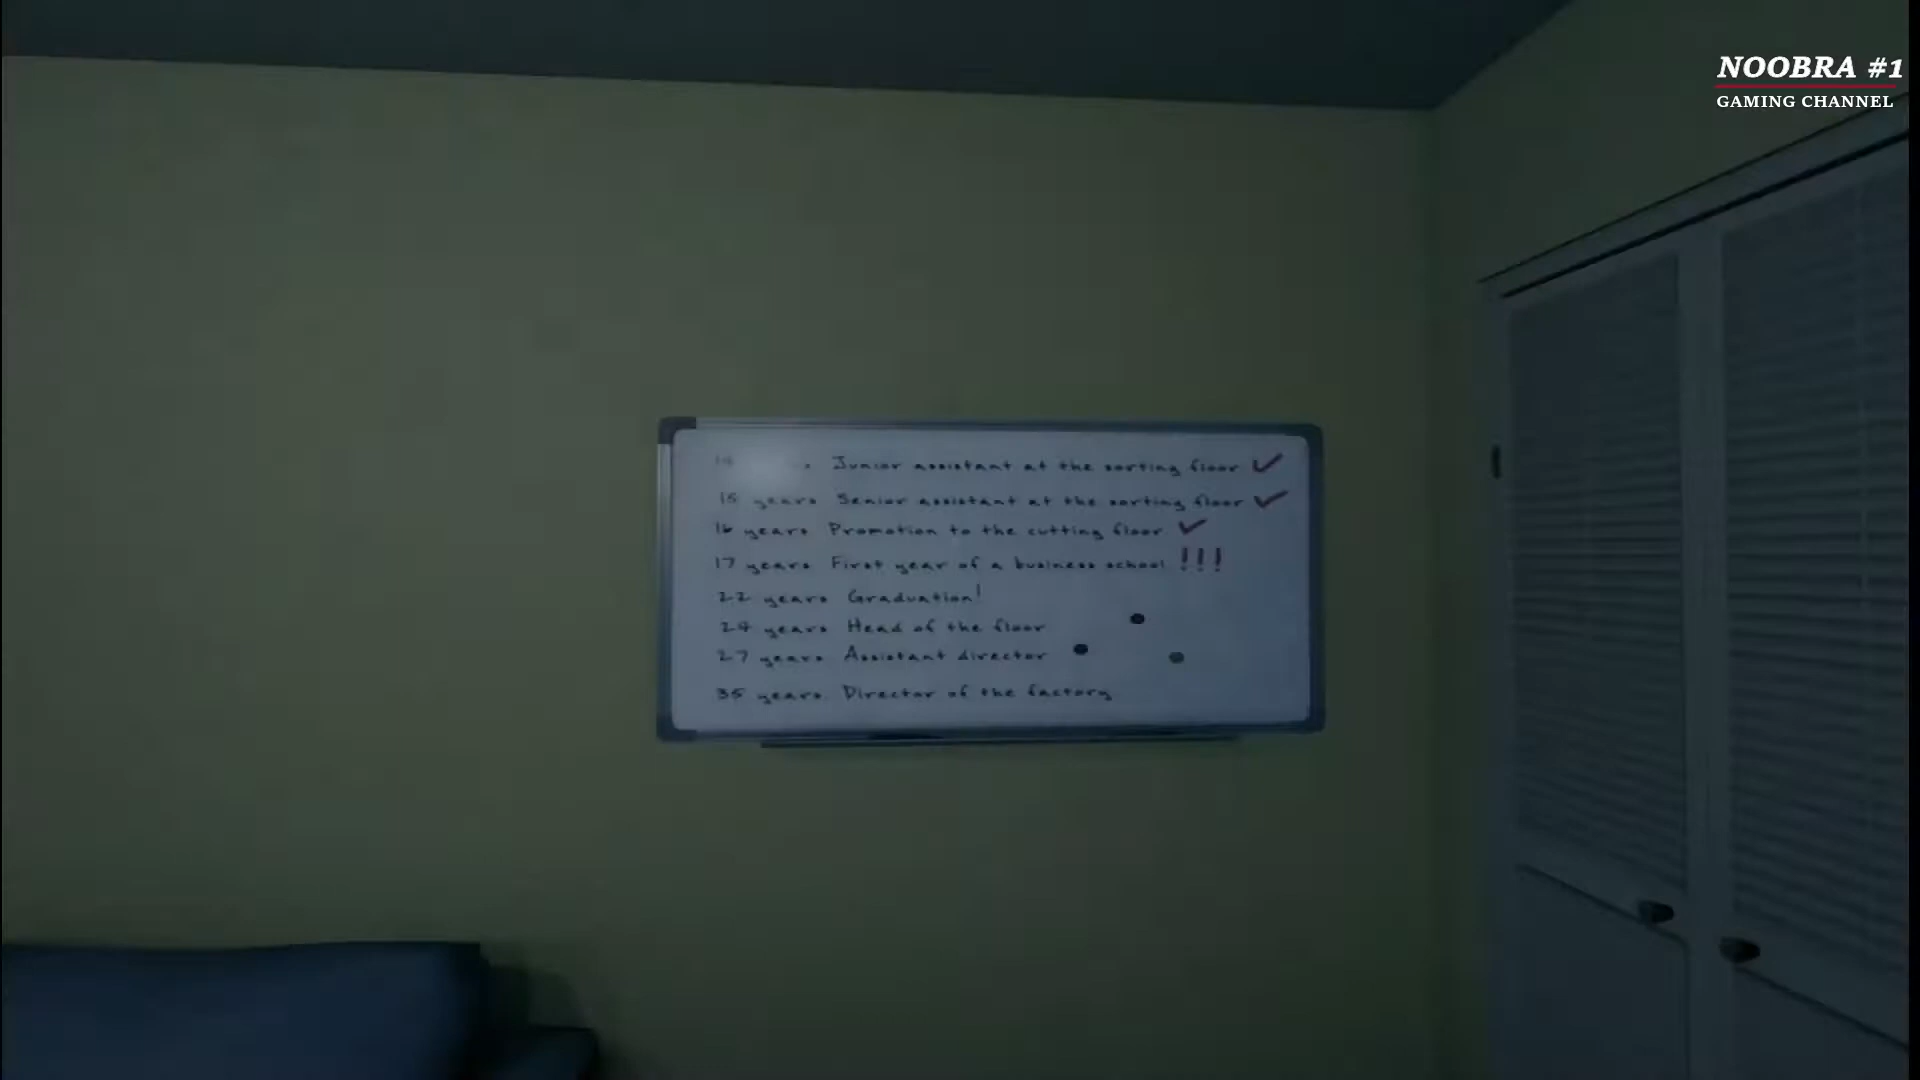 NOOBRA #1
GAMING CHANNEL
Junior assistant at the sorting floor ✓
15 years Senior assistant at the sorting floor ✓
16 years Promotion to the cutting floor ✓
17 years First year of a business school !!!
22 years Graduation!
24 years Head of the floor
27 years Assistant director
35 years Director of the factory